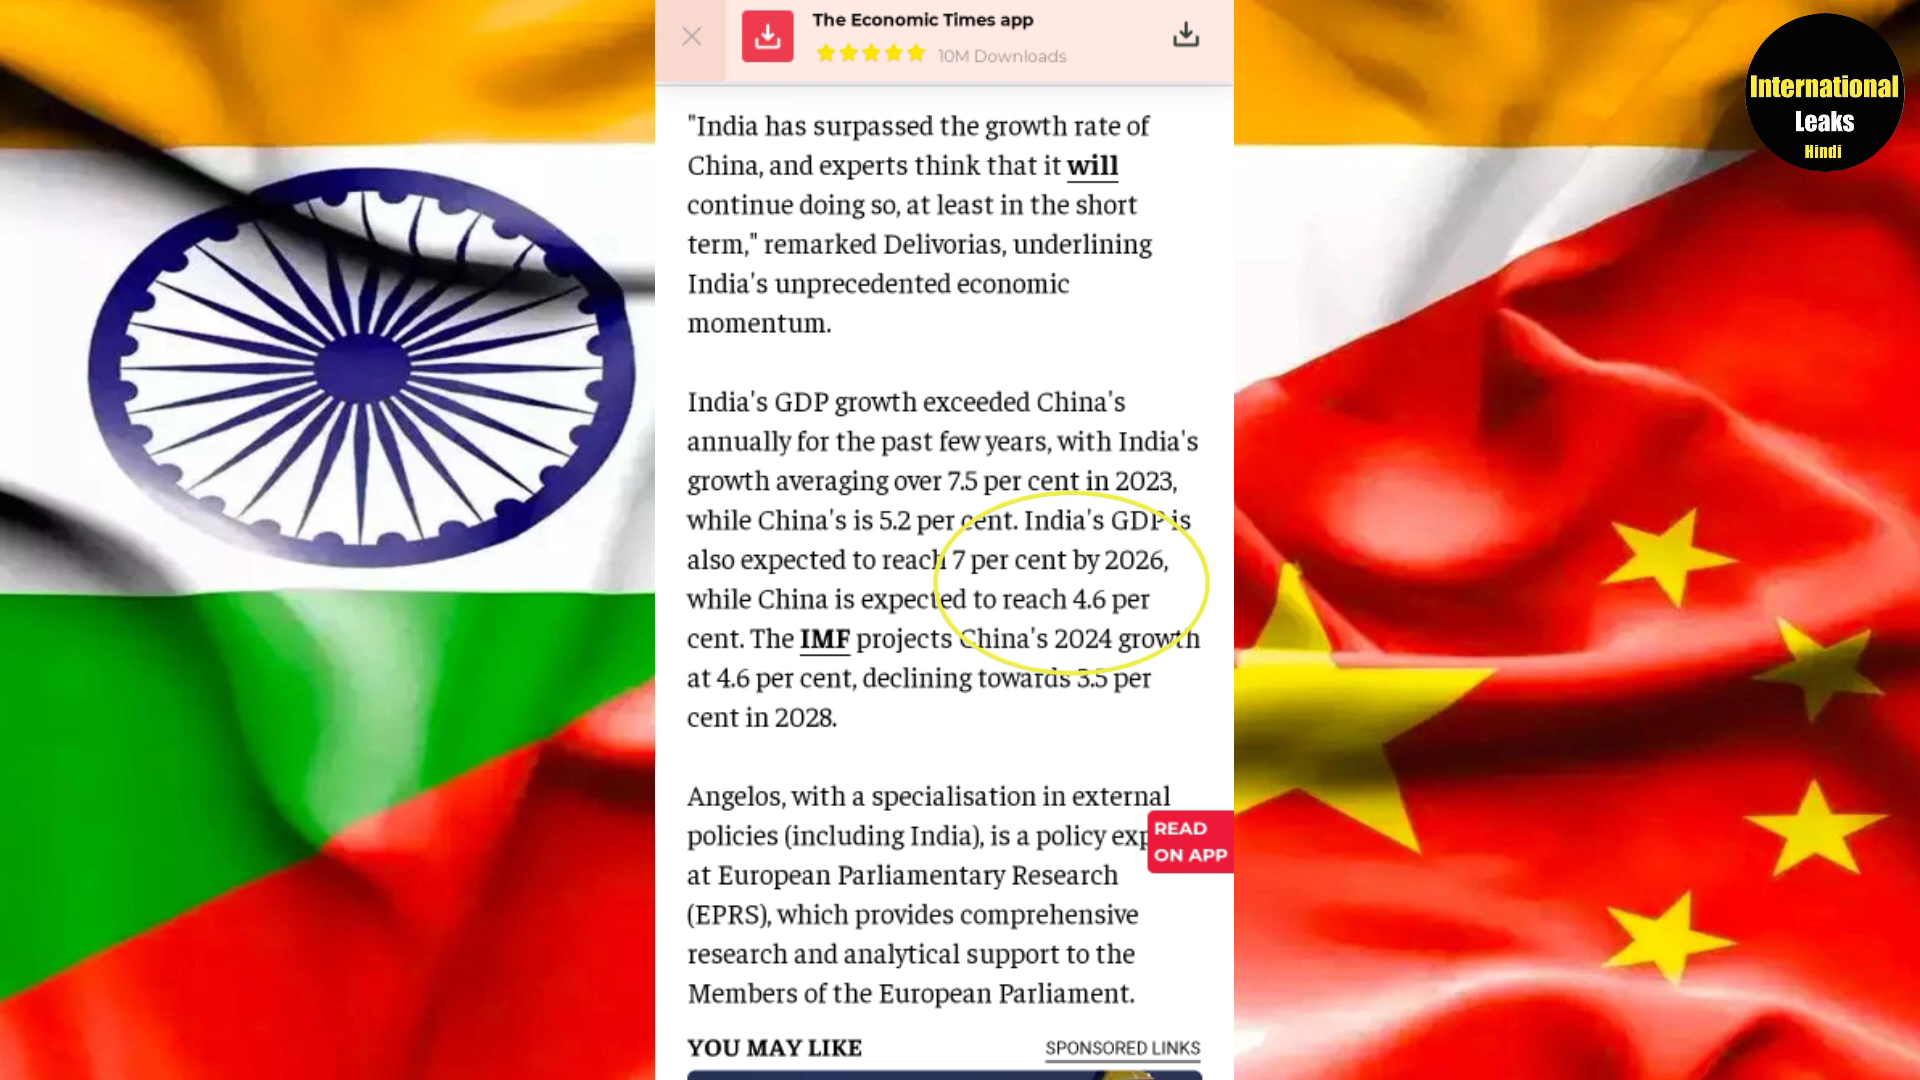 The Economic Times app
10M Downloads
International
Leaks
Hindi
"India has surpassed the growth rate of
China, and experts think that it will
continue doing so, at least in the short
term," remarked Delivorias, underlining
India's unprecedented economic
momentum.
India's GDP growth exceeded China's
annually for the past few years, with India's
growth averaging over 7.5 per cent in 2023,
while China's is 5.2 per cent. India's GDP is
also expected to reach 7 per cent by 2026,
while China is expected to reach 4.6 per
cent. The IMF projects China's 2024 growth
at 4.6 per cent, declining towards 3.5 per
cent in 2028.
Angelos, with a specialisation in external
policies (including India), is a policy
READ
ON APP
at European Parliamentary Research
(EPRS), which provides comprehensive
research and analytical support to the
Members of the European Parliament.
YOU MAY LIKE
SPONSORED LINKS